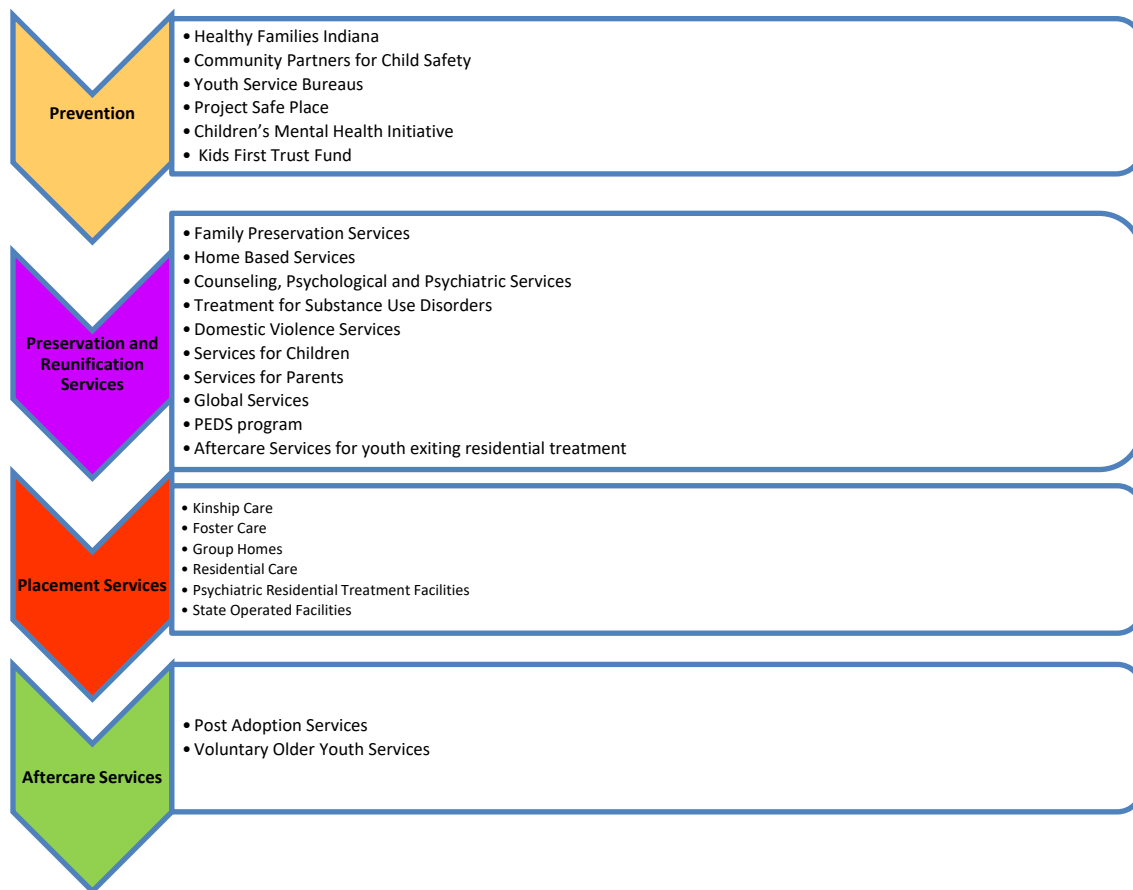 Prevention
• Healthy Families Indiana
• Community Partners for Child Safety
• Youth Service Bureaus
• Project Safe Place
• Children’s Mental Health Initiative
• Kids First Trust Fund
Preservation and
Reunification
Services
• Family Preservation Services
• Home Based Services
• Counseling, Psychological and Psychiatric Services
• Treatment for Substance Use Disorders
• Domestic Violence Services
• Services for Children
• Services for Parents
• Global Services
• PEDS program
• Aftercare Services for youth exiting residential treatment
Placement Services
• Kinship Care
• Foster Care
• Group Homes
• Residential Care
• Psychiatric Residential Treatment Facilities
• State Operated Facilities
Aftercare Services
• Post Adoption Services
• Voluntary Older Youth Services